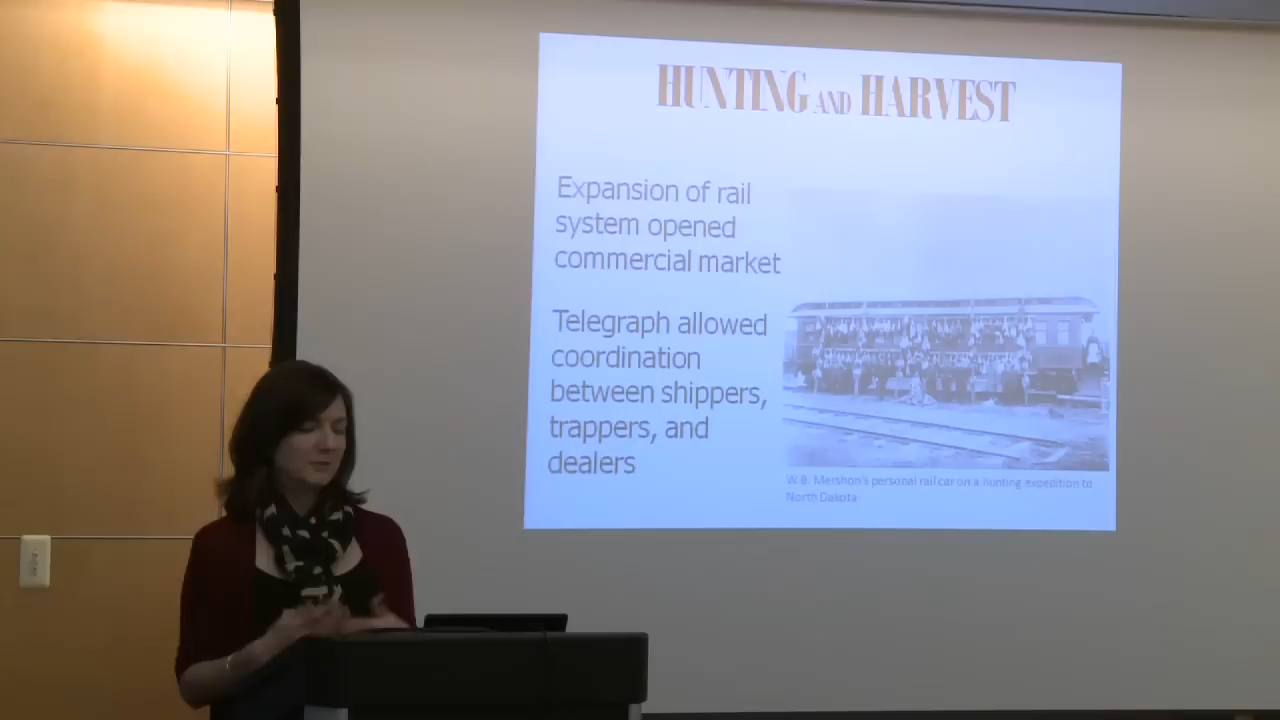 HUNTING AND HARVEST
Expansion of rail
system opened
commercial market
Telegraph allowed
coordination
between shippers,
trappers, and
dealers
W.B. Mershon's personal rail car on a hunting expedition to
North Dakota